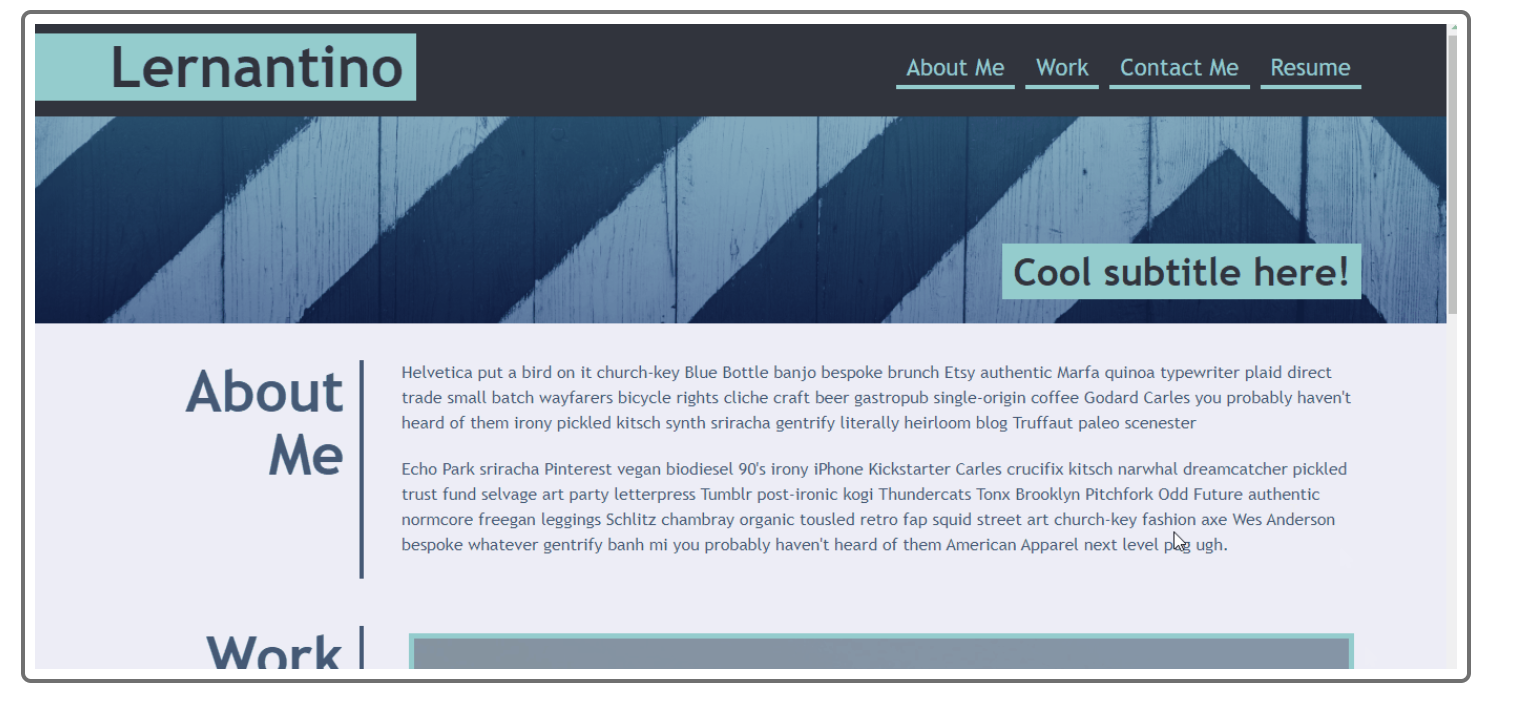 Lernantino
About Me Work Contact Me Resume
Cool subtitle here!
About
Me
Helvetica put a bird on it church-key Blue Bottle banjo bespoke brunch Etsy authentic Marfa quinoa typewriter plaid direct
trade small batch wayfarers bicycle rights cliche craft beer gastropub single-origin coffee Godard Carles you probably haven't
heard of them irony pickled kitsch synth sriracha gentrify literally heirloom blog Truffaut paleo scenester
Echo Park sriracha Pinterest vegan biodiesel 90's irony iPhone Kickstarter Carles crucifix kitsch narwhal dreamcatcher pickled
trust fund selvage art party letterpress Tumblr post-ironic kogi Thundercats Tonx Brooklyn Pitchfork Odd Future authentic
normcore freegan leggings Schlitz chambray organic tousled retro fap squid street art church-key fashion axe Wes Anderson
bespoke whatever gentrify banh mi you probably haven't heard of them American Apparel next level ugh.
Work